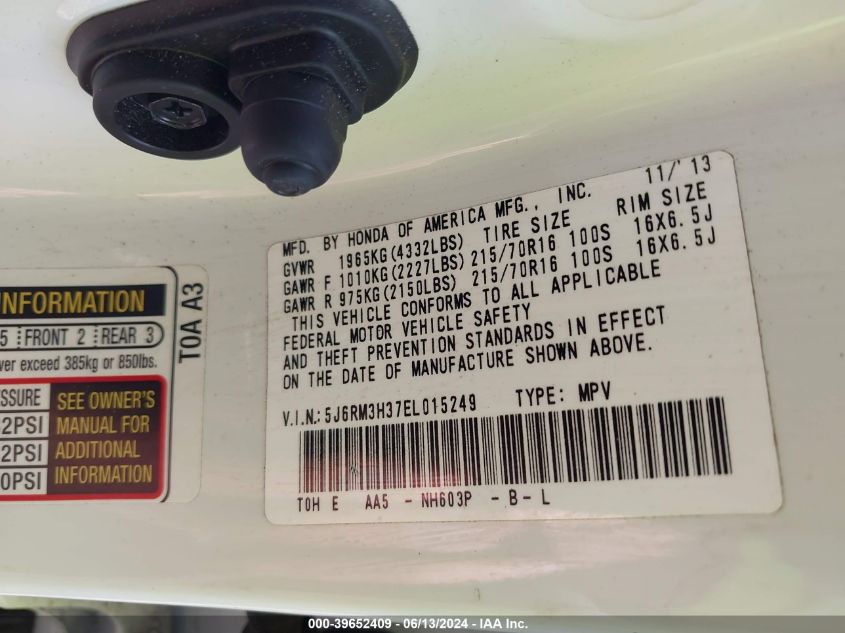 MFD. BY HONDA OF AMERICA MFG., INC. 11/'13
GVWR 1965KG(4332LBS) TIRE SIZE RIM SIZE
GAWR F 1010KG(2227LBS) 215/70R16 100S 16X6.5J
GAWR R 975KG(2150LBS) 215/70R16 100S 16X6.5J
THIS VEHICLE CONFORMS TO ALL APPLICABLE
FEDERAL MOTOR VEHICLE SAFETY
AND THEFT PREVENTION STANDARDS IN EFFECT
ON THE DATE OF MANUFACTURE SHOWN ABOVE.
V.I.N.: 5J6RM3H37EL015249 TYPE: MPV
TOH E AA5 - NH603P - B - L
INFORMATION
5 FRONT 2 REAR 3
exceed 385kg or 850lbs.
SEE OWNER'S
MANUAL FOR
ADDITIONAL
INFORMATION
2PSI
2PSI
0PSI
TOA A3
000-39652409 - 06/13/2024 - IAA Inc.